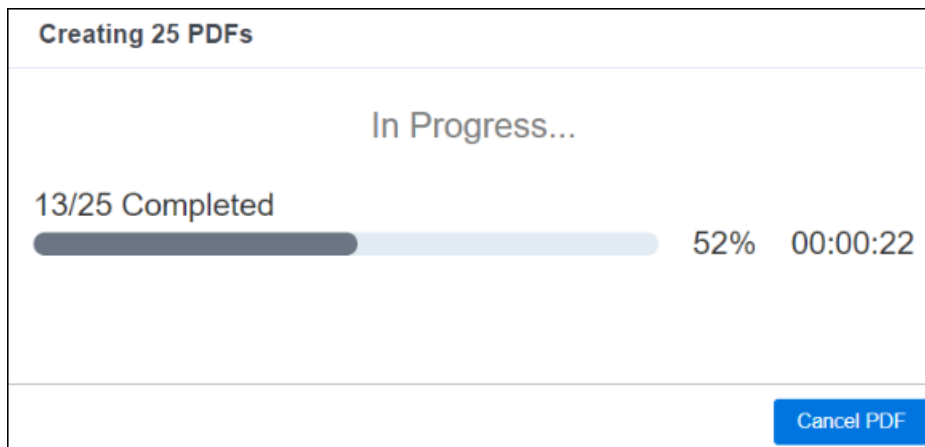 Creating 25 PDFs
In Progress...
13/25 Completed
52% 00:00:22
Cancel PDF